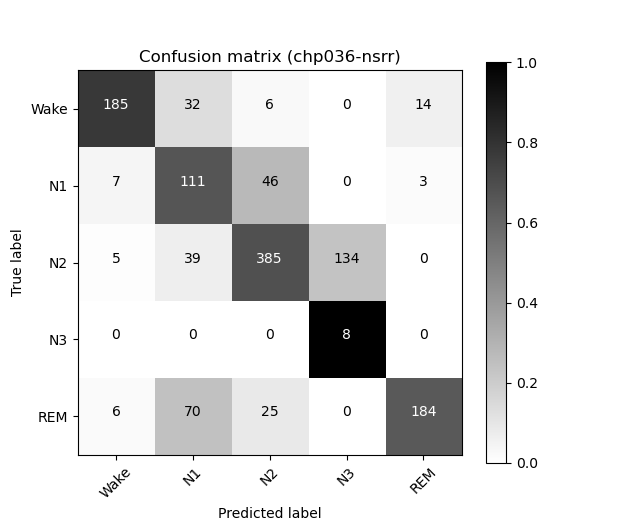 Confusion matrix (chp036-nsrr)
True label
Wake 185 32 6 0 14
N1 7 111 46 0 3
N2 5 39 385 134 0
N3 0 0 0 8 0
REM 6 70 25 0 184
Wake N1 N2 N3 REM
Predicted label
1.0
0.8
0.6
0.4
0.2
0.0